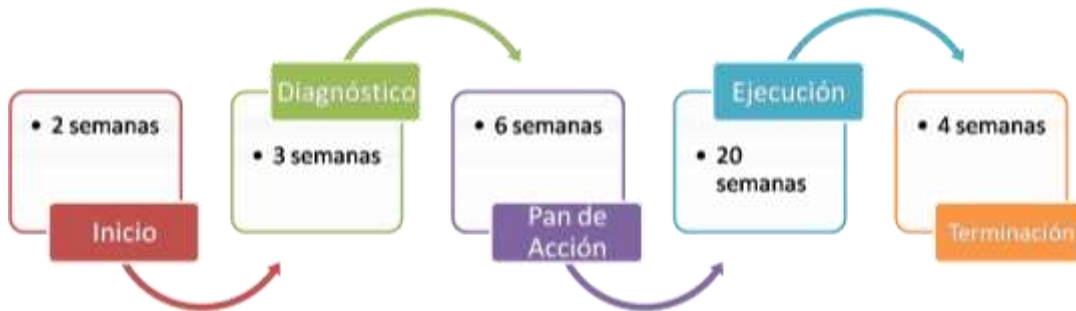 • 2 semanas
Inicio
Diagnóstico
• 3 semanas
• 6 semanas
Pan de
Acción
Ejecución
• 20
semanas
• 4 semanas
Terminación